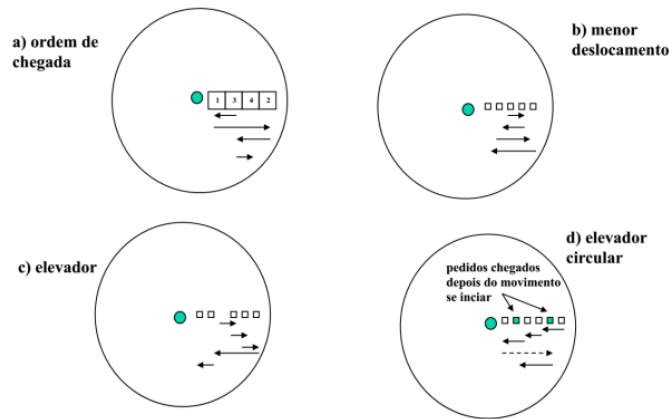 a) ordem de
chegada
1 3 4 2
b) menor
deslocamento
c) elevador
d) elevador
circular
pedidos chegados
depois do movimento
se inciar